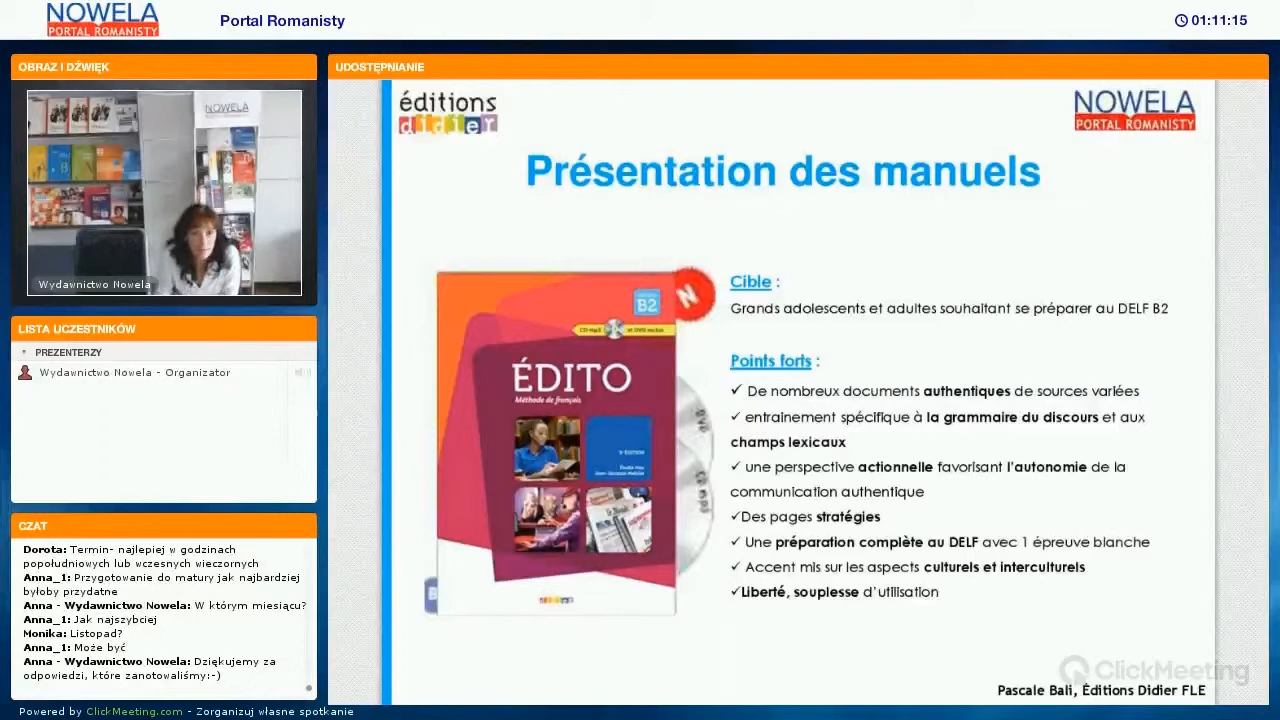 NOWELA
PORTAL ROMANISTY
Portal Romanisty
01:11:15
OBRAZ I DŹWIĘK
NOWELA
Wydawnictwo Nowela
LISTA UCZESTNIKÓW
PREZENTERZY
Wydawnictwo Nowela - Organizator
CZAT
Dorota: Termin- najlepiej w godzinach
popołudniowych lub wczesnych wieczornych
Anna_1: Przygotowanie do matury jak najbardziej
byłoby przydatne
Anna - Wydawnictwo Nowela: W którym miesiącu?
Anna_1: Jak najszybciej
Monika: Listopad?
Anna_1: Może być
Anna - Wydawnictwo Nowela: Dziękujemy za
odpowiedzi, które zanotowaliśmy:-)
Powered by ClickMeeting.com - Zorganizuj własne spotkanie
UDOSTĘPNIANIE
éditions
didier
NOWELA
PORTAL ROMANISTY
Présentation des manuels
N
B2
CD-mp3 et DVD inclus
ÉDITO
Méthode de français
didier
Cible :
Grands adolescents et adultes souhaitant se préparer au DELF B2
Points forts :
✓ De nombreux documents authentiques de sources variées
✓ entrainement spécifique à la grammaire du discours et aux
champs lexicaux
✓ une perspective actionnelle favorisant l'autonomie de la
communication authentique
✓Des pages stratégies
✓ Une préparation complète au DELF avec 1 épreuve blanche
✓ Accent mis sur les aspects culturels et interculturels
✓Liberté, souplesse d'utilisation
ClickMeeting
Pascale Bali, Éditions Didier FLE